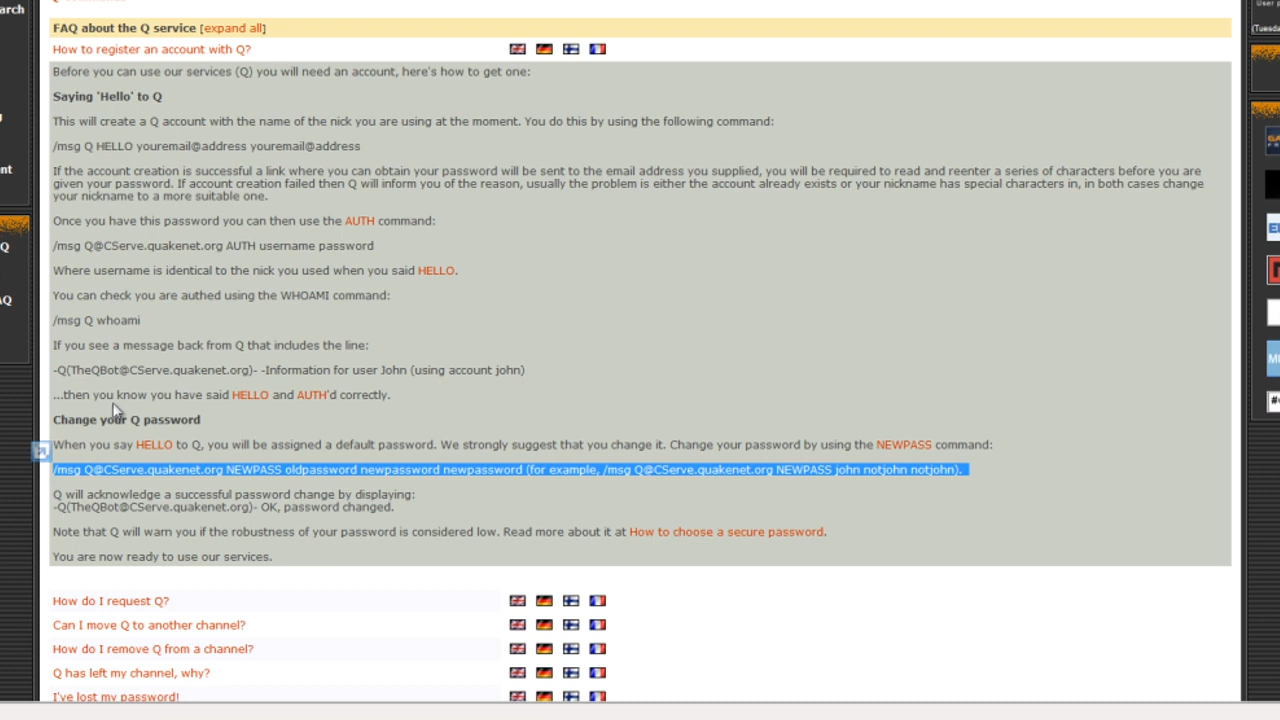 earch
FAQ about the Q service [expand all]
How to register an account with Q?
Before you can use our services (Q) you will need an account, here's how to get one:
Saying 'Hello' to Q
This will create a Q account with the name of the nick you are using at the moment. You do this by using the following command:
/msg Q HELLO youremail@address youremail@address
If the account creation is successful a link where you can obtain your password will be sent to the email address you supplied, you will be required to read and reenter a series of characters before you are
given your password. If account creation failed then Q will inform you of the reason, usually the problem is either the account already exists or your nickname has special characters in, in both cases change
your nickname to a more suitable one.
Once you have this password you can then use the AUTH command:
/msg Q@CServe.quakenet.org AUTH username password
Where username is identical to the nick you used when you said HELLO.
You can check you are authed using the WHOAMI command:
/msg Q whoami
If you see a message back from Q that includes the line:
-Q(TheQBot@CServe.quakenet.org)- -Information for user John (using account john)
...then you know you have said HELLO and AUTH'd correctly.
Change your Q password
When you say HELLO to Q, you will be assigned a default password. We strongly suggest that you change it. Change your password by using the NEWPASS command:
/msg Q@CServe.quakenet.org NEWPASS oldpassword newpassword newpassword (for example, /msg Q@CServe.quakenet.org NEWPASS john notjohn notjohn).
Q will acknowledge a successful password change by displaying:
-Q(TheQBot@CServe.quakenet.org)- OK, password changed.
Note that Q will warn you if the robustness of your password is considered low. Read more about it at How to choose a secure password.
You are now ready to use our services.
How do I request Q?
Can I move Q to another channel?
How do I remove Q from a channel?
Q has left my channel, why?
I've lost my password!
nt
Q
AQ
User p
(Tuesda